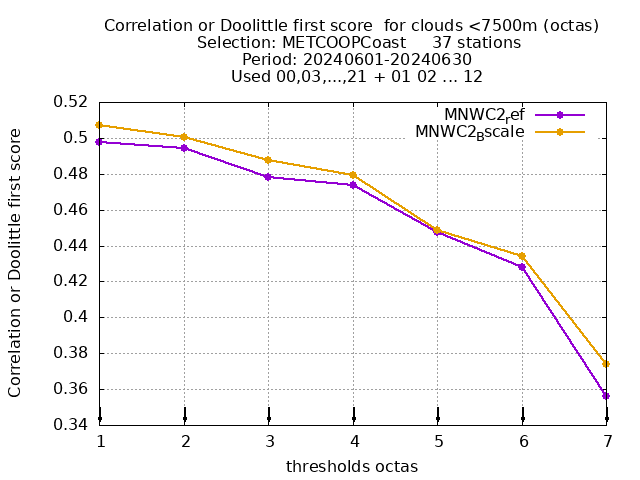 Correlation or Doolittle first score  for clouds <7500m (octas)
Selection: METCOOPCoast     37 stations
Period: 20240601-20240630
Used 00,03,...,21 + 01 02 ... 12
MNWC2ref
MNWC2Bscale
Correlation or Doolittle first score
0.52
0.5
0.48
0.46
0.44
0.42
0.4
0.38
0.36
0.34
1 2 3 4 5 6 7
thresholds octas